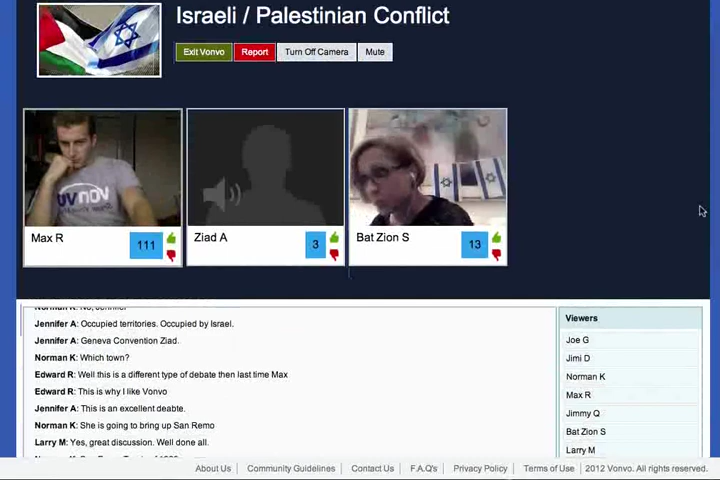 Israeli / Palestinian Conflict
Exit Vonvo
Report
Turn Off Camera
Mute
Max R
111
Ziad A
3
Bat Zion S
13
Jennifer A: Occupied territories. Occupied by Israel.
Jennifer A: Geneva Convention Ziad.
Norman K: Which town?
Edward R: Well this is a different type of debate then last time Max
Edward R: This is why I like Vonvo
Jennifer A: This is an excellent deabte.
Norman K: She is going to bring up San Remo
Larry M: Yes, great discussion. Well done all.
Viewers
Joe G
Jimi D
Norman K
Max R
Jimmy Q
Bat Zion S
Larry M
About Us
Community Guidelines
Contact Us
F.A.Q's
Privacy Policy
Terms of Use
2012 Vonvo. All rights reserved.